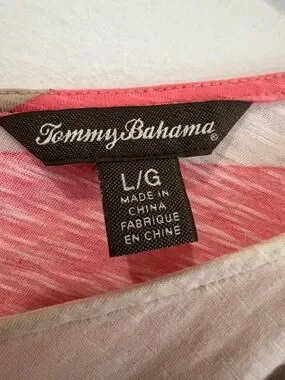 Tommy Bahama®
L/G
MADE IN
CHINA
FABRIQUE
EN CHINE